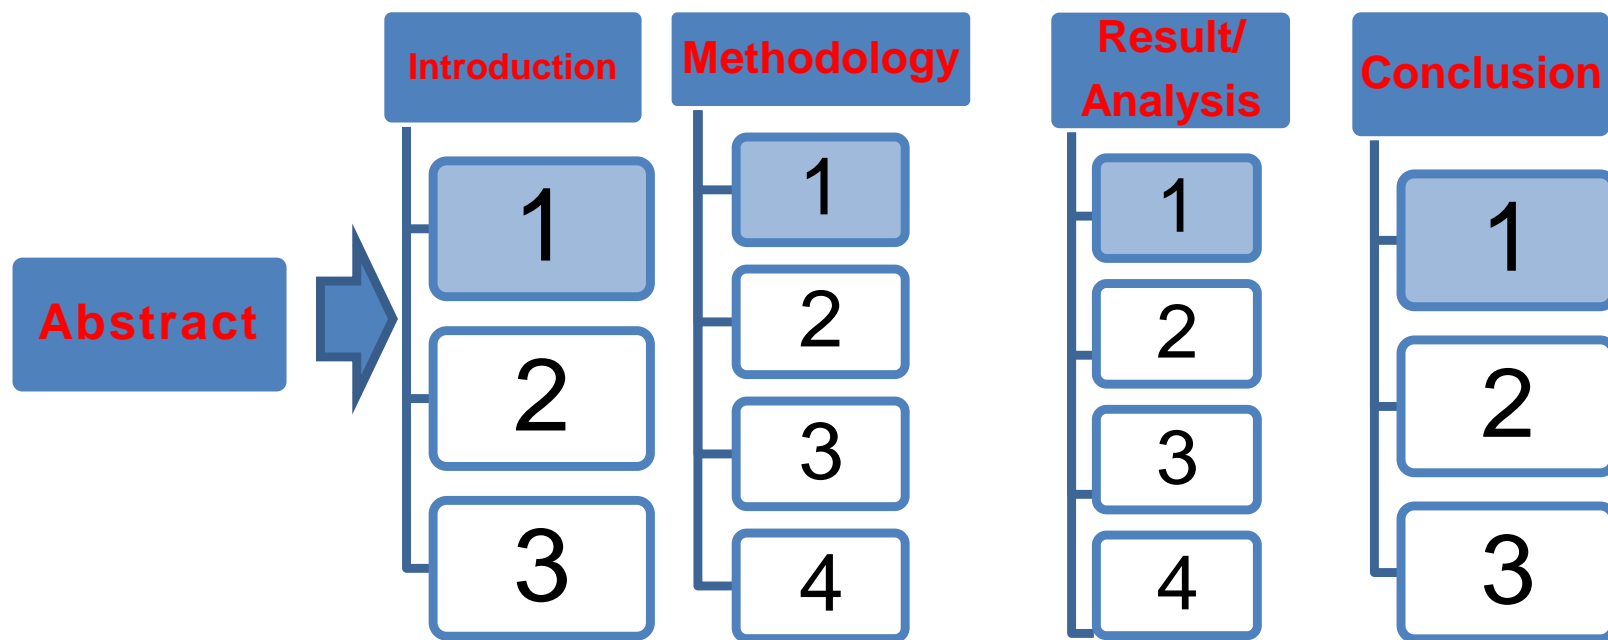 Abstract
Introduction
1
2
3
Methodology
1
2
3
4
Result/
Analysis
1
2
3
4
Conclusion
1
2
3